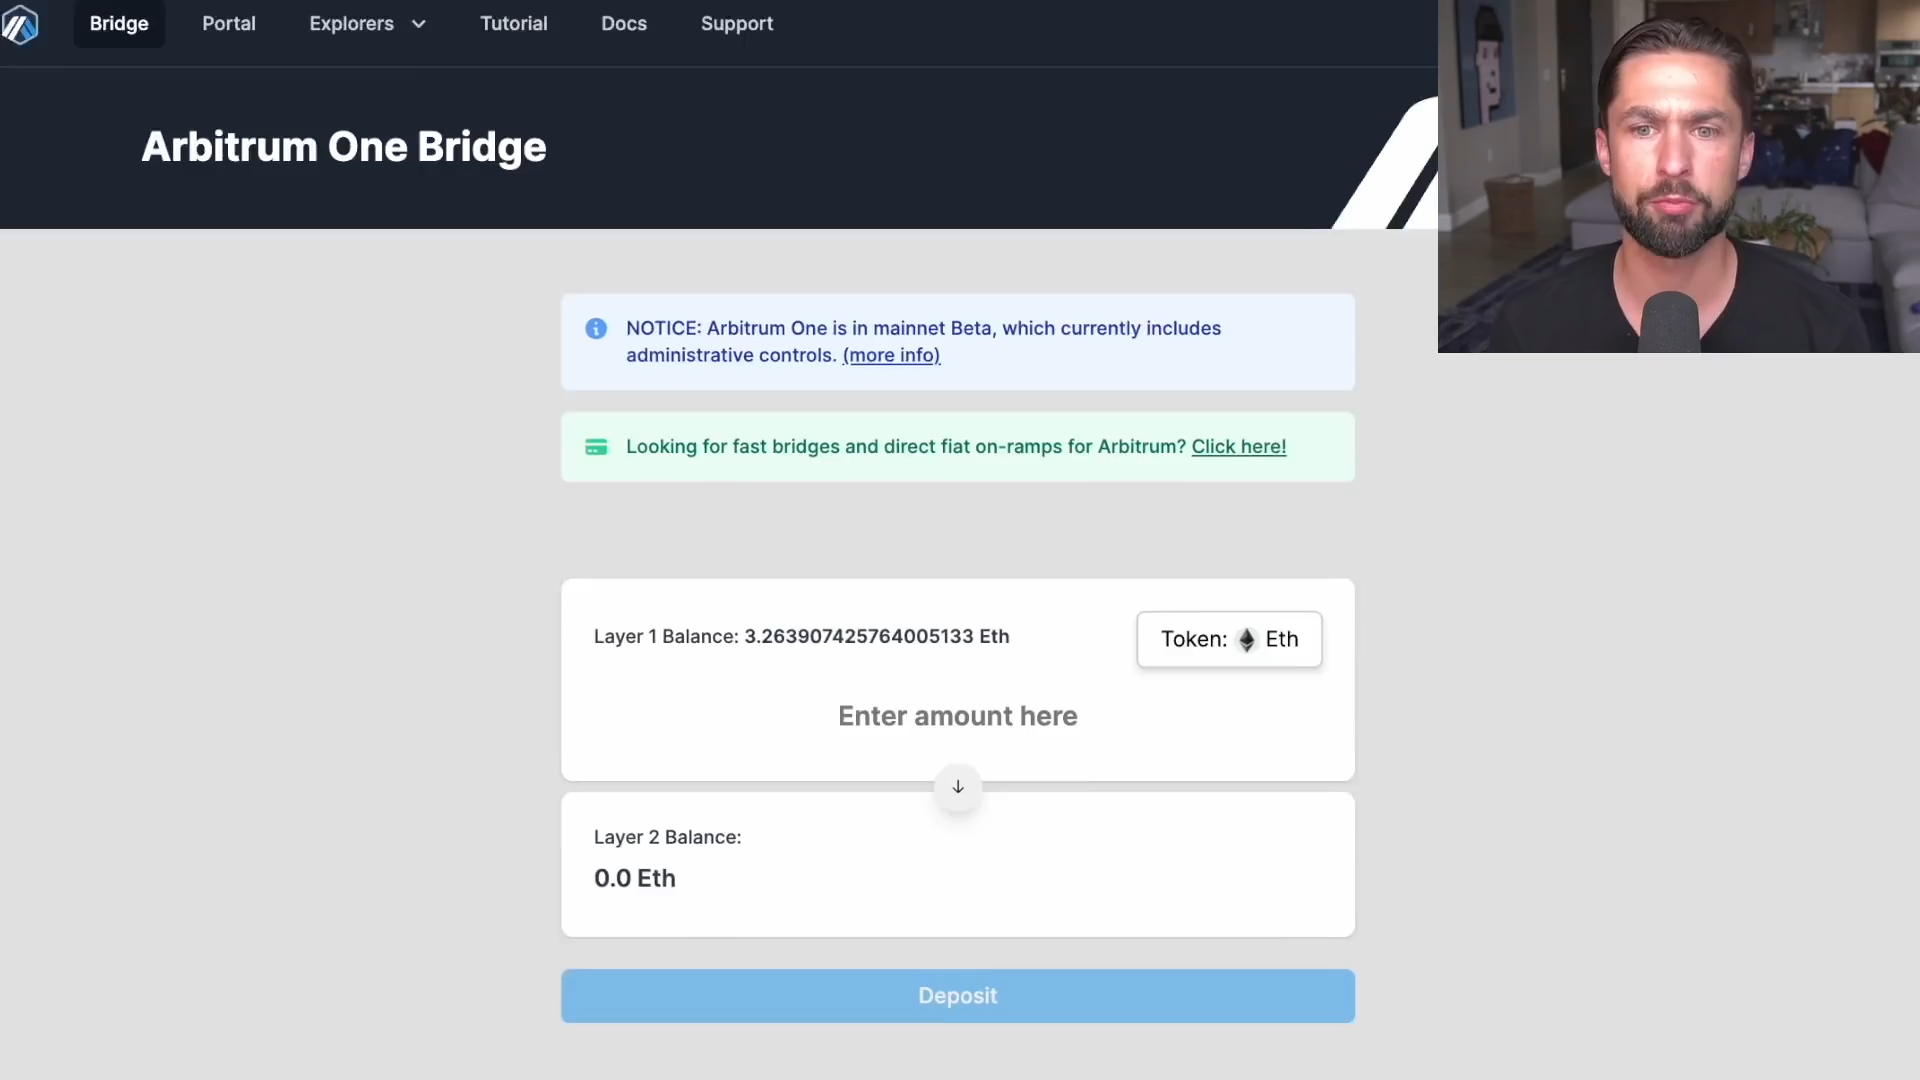 Bridge
Portal
Explorers
Tutorial
Docs
Support
Arbitrum One Bridge
NOTICE: Arbitrum One is in mainnet Beta, which currently includes
administrative controls. (more info)
Looking for fast bridges and direct fiat on-ramps for Arbitrum? Click here!
Layer 1 Balance: 3.263907425764005133 Eth
Token: Eth
Enter amount here
Layer 2 Balance:
0.0 Eth
Deposit